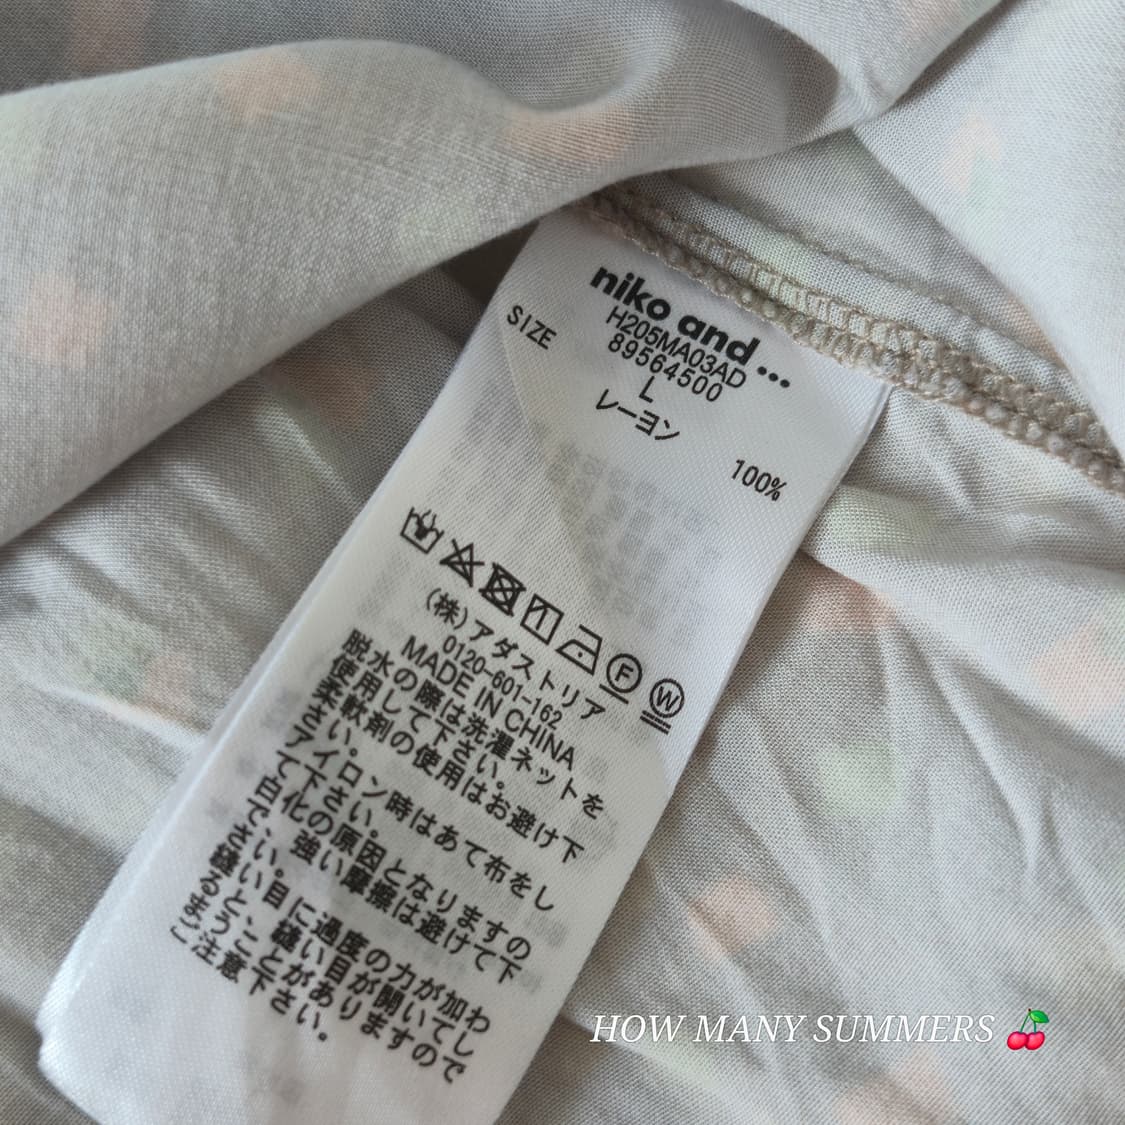 niko and ...
H205MA03AD
89564500
SIZE L
レーヨン
100%
(株)アダストリア
0120-601-162
MADE IN CHINA
脱水の際は洗濯ネットを
使用して下さい。
柔軟剤の使用はお避け下
さい。
アイロン時はあて布をし
て下さい。
白化の原因となりますの
で、強い摩擦は避けて下
さい。
縫い目に過度の力が加わ
ると、縫い目が開いてし
まうことがありますので
ご注意下さい。
F
W
HOW MANY SUMMERS 🍒